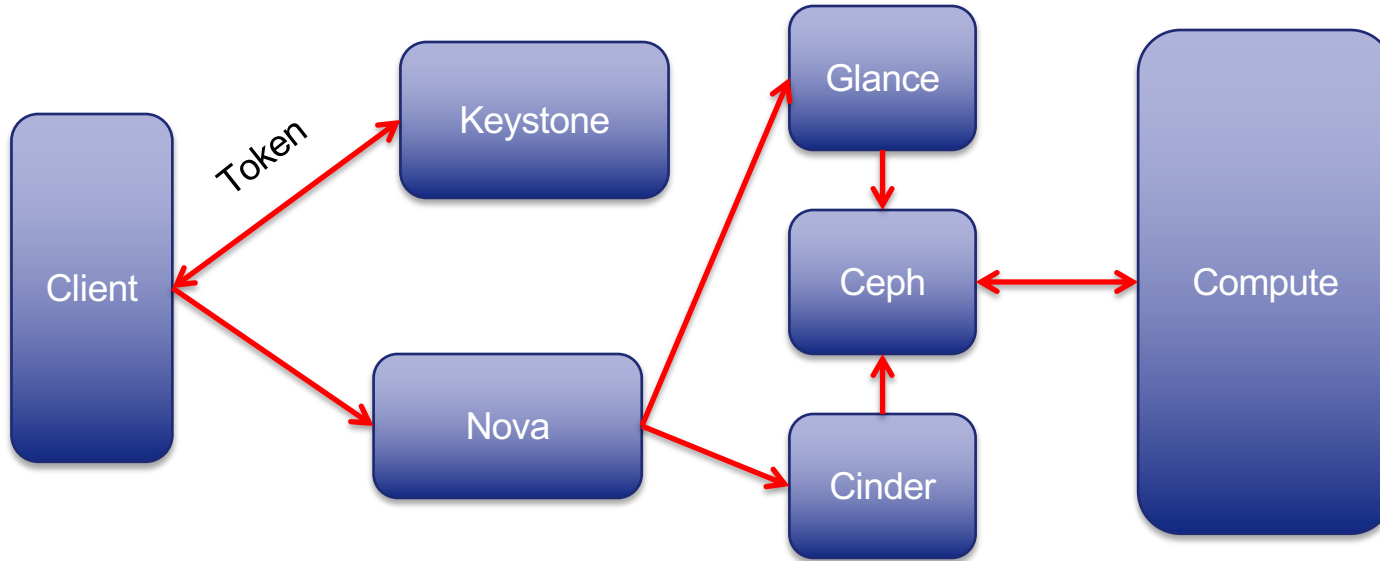 Client
Token
Keystone
Nova
Glance
Ceph
Cinder
Compute